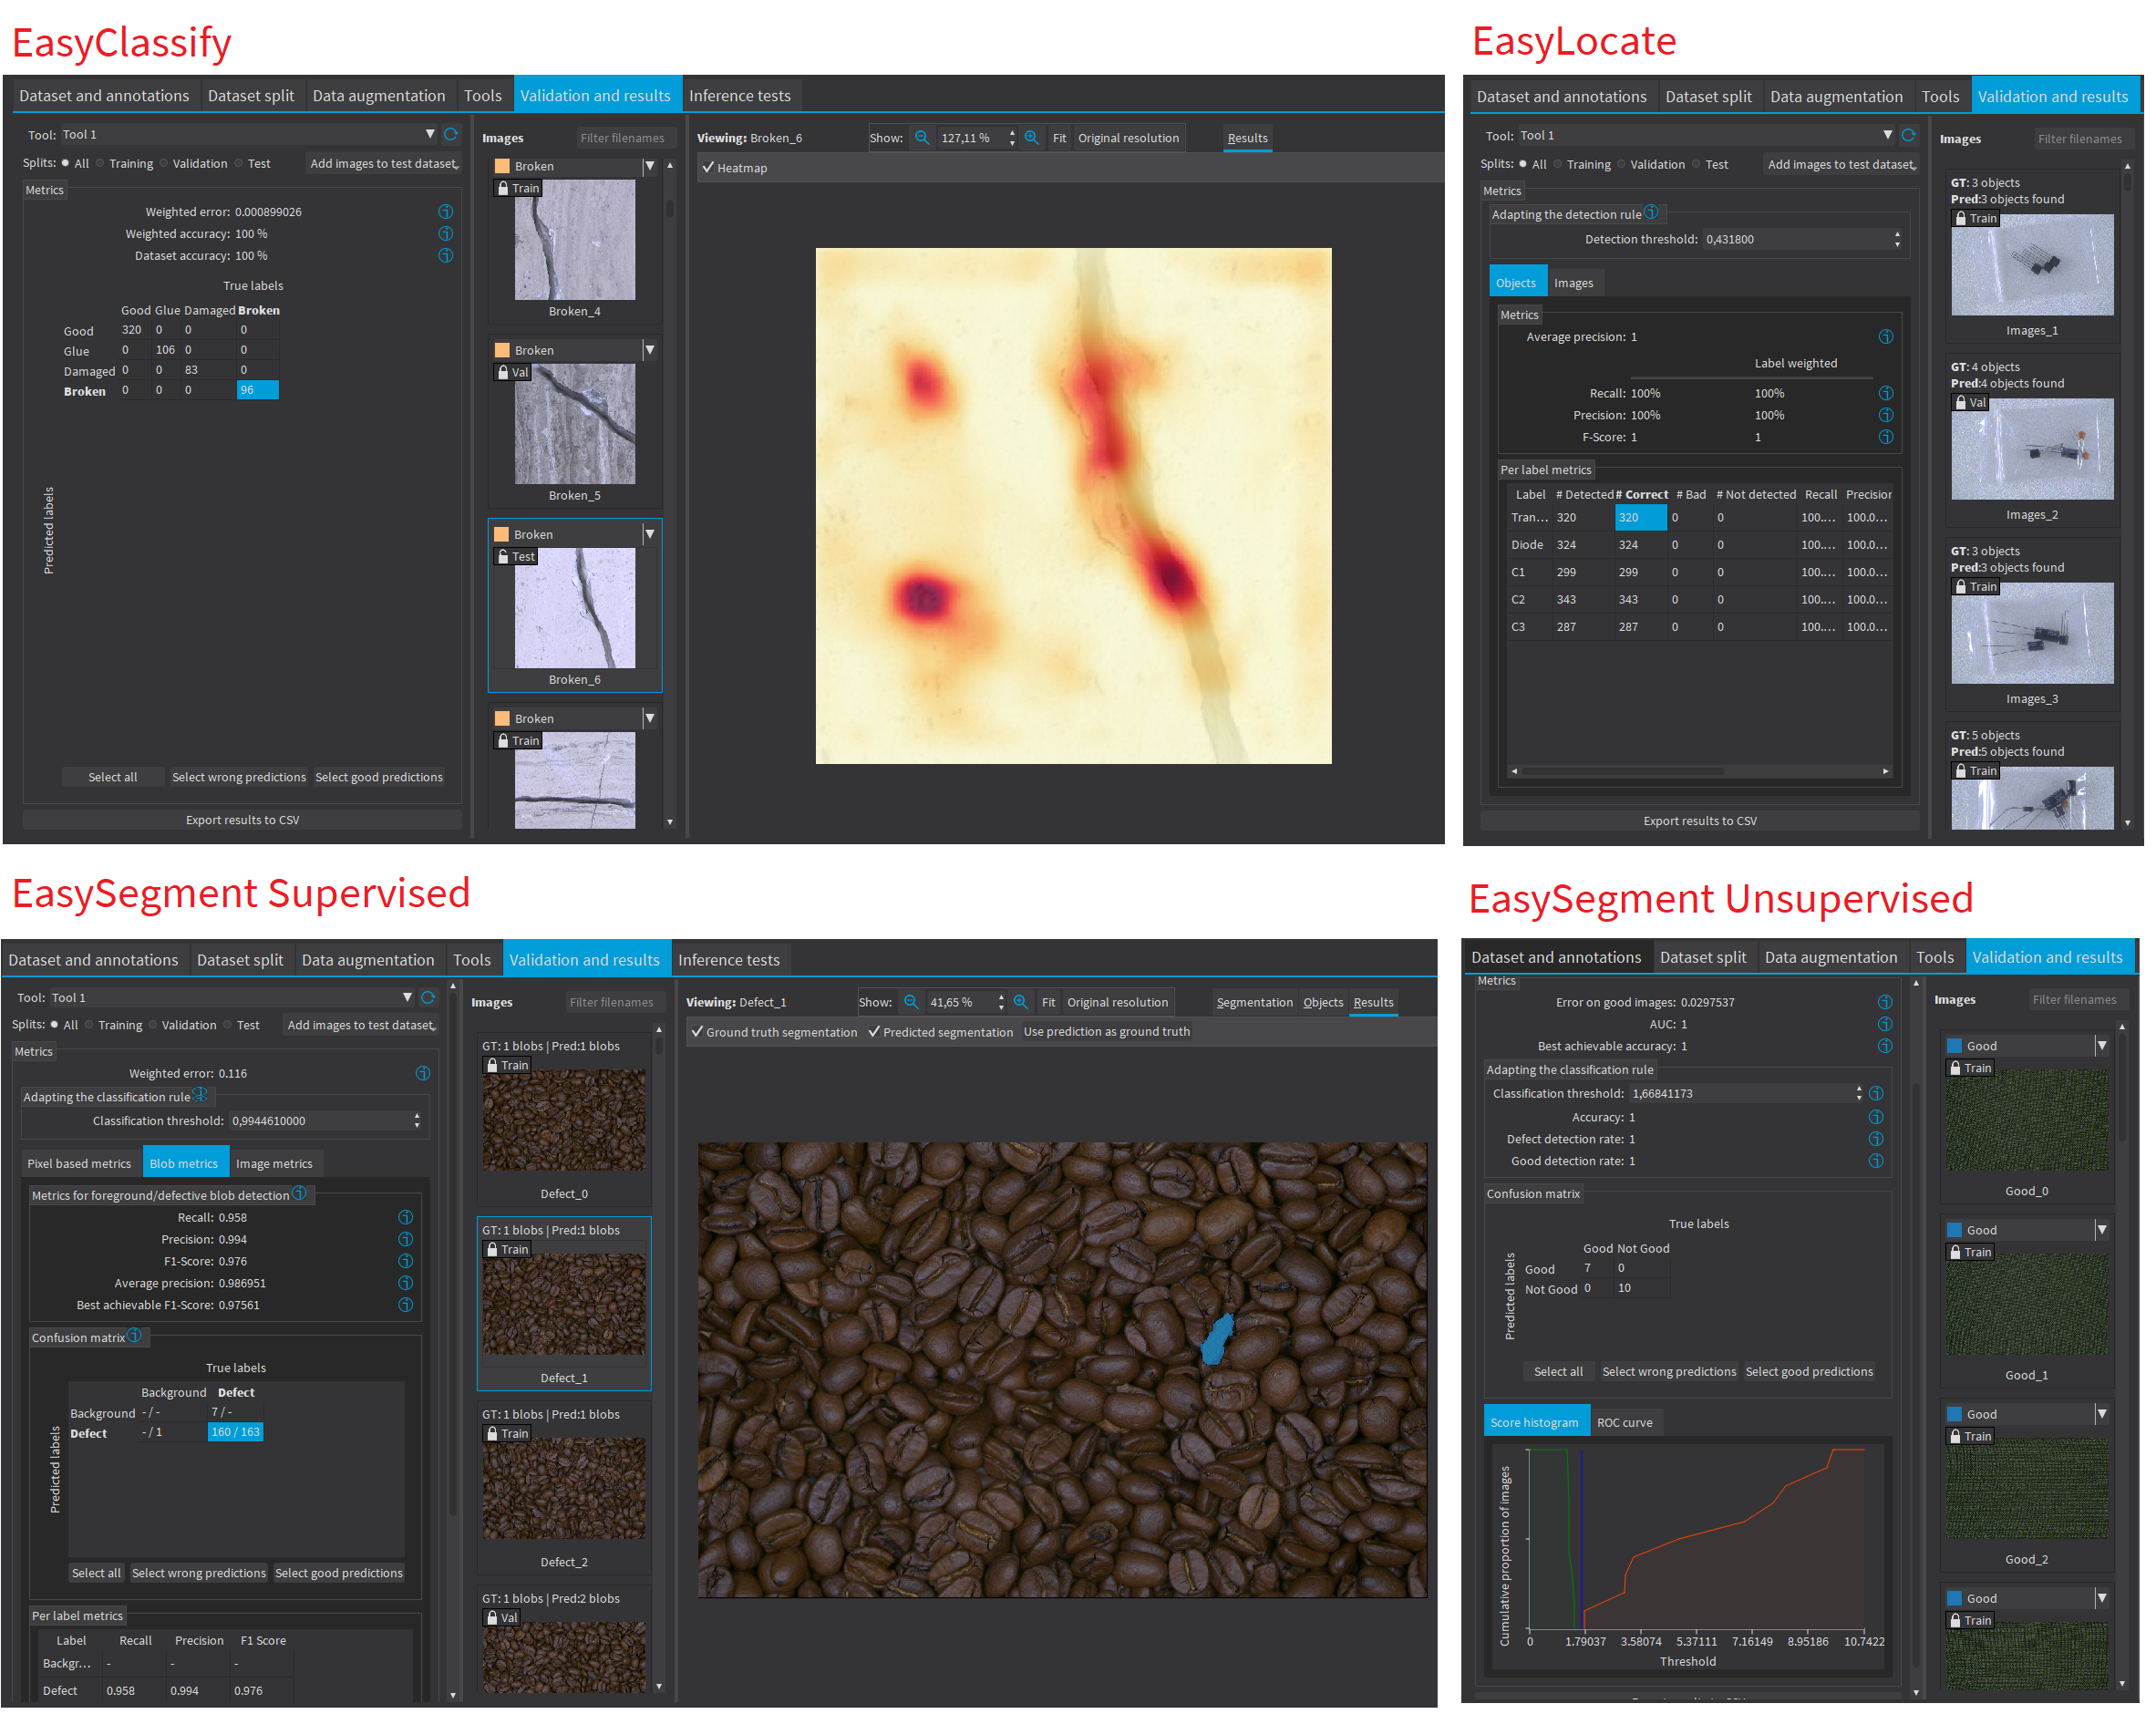 EasyClassify
Dataset and annotations Dataset split Data augmentation Tools Validation and results Inference tests
Tool: Tool 1
Splits: All Training Validation Test Add images to test dataset
Metrics
Weighted error: 0.000899026
Weighted accuracy: 100 %
Dataset accuracy: 100 %
True labels
Good Glue Damaged Broken
Good 320 0 0 0
Glue 0 106 0 0
Damaged 0 0 83 0
Broken 0 0 0 96
Predicted labels
Select all Select wrong predictions Select good predictions
Export results to CSV
Images Filter filenames
Broken
Train
Broken_4
Broken
Val
Broken_5
Broken
Test
Broken_6
Broken
Train
Viewing: Broken_6 Show: 127,11 % Fit Original resolution Results
Heatmap
EasyLocate
Dataset and annotations Dataset split Data augmentation Tools Validation and results
Tool: Tool 1
Splits: All Training Validation Test Add images to test dataset
Metrics
Adapting the detection rule
Detection threshold: 0,431800
Objects Images
Metrics
Average precision: 1
Label weighted
Recall: 100% 100%
Precision: 100% 100%
F-Score: 1 1
Per label metrics
Label # Detected # Correct # Bad # Not detected Recall Precision
Tran... 320 320 0 0 100.... 100.0...
Diode 324 324 0 0 100.... 100.0...
C1 299 299 0 0 100.... 100.0...
C2 343 343 0 0 100.... 100.0...
C3 287 287 0 0 100.... 100.0...
Export results to CSV
Images Filter filenames
GT: 3 objects
Pred:3 objects found
Train
Images_1
GT: 4 objects
Pred:4 objects found
Val
Images_2
GT: 3 objects
Pred:3 objects found
Train
Images_3
GT: 5 objects
Pred:5 objects found
Train
EasySegment Supervised
Dataset and annotations Dataset split Data augmentation Tools Validation and results Inference tests
Tool: Tool 1
Splits: All Training Validation Test Add images to test dataset
Metrics
Weighted error: 0.116
Adapting the classification rule
Classification threshold: 0,9944610000
Pixel based metrics Blob metrics Image metrics
Metrics for foreground/defective blob detection
Recall: 0.958
Precision: 0.994
F1-Score: 0.976
Average precision: 0.986951
Best achievable F1-Score: 0.97561
Confusion matrix
True labels
Background Defect
Background - / - 7 / -
Defect - / 1 160 / 163
Predicted labels
Select all Select wrong predictions Select good predictions
Per label metrics
Label Recall Precision F1 Score
Backgr... - - -
Defect 0.958 0.994 0.976
Images Filter filenames
GT: 1 blobs | Pred:1 blobs
Train
Defect_0
GT: 1 blobs | Pred:1 blobs
Train
Defect_1
GT: 1 blobs | Pred:1 blobs
Train
Defect_2
GT: 1 blobs | Pred:2 blobs
Val
Viewing: Defect_1 Show: 41,65 % Fit Original resolution Segmentation Objects Results
Ground truth segmentation Predicted segmentation Use prediction as ground truth
EasySegment Unsupervised
Dataset and annotations Dataset split Data augmentation Tools Validation and results
Metrics
Error on good images: 0.0297537
AUC: 1
Best achievable accuracy: 1
Adapting the classification rule
Classification threshold: 1,66841173
Accuracy: 1
Defect detection rate: 1
Good detection rate: 1
Confusion matrix
True labels
Good Not Good
Good 7 0
Not Good 0 10
Predicted labels
Select all Select wrong predictions Select good predictions
Score histogram ROC curve
Cumulative proportion of images
0 1.79037 3.58074 5.37111 7.16149 8.95186 10.7422
Threshold
Images Filter filenames
Good
Train
Good_0
Good
Train
Good_1
Good
Train
Good_2
Good
Train